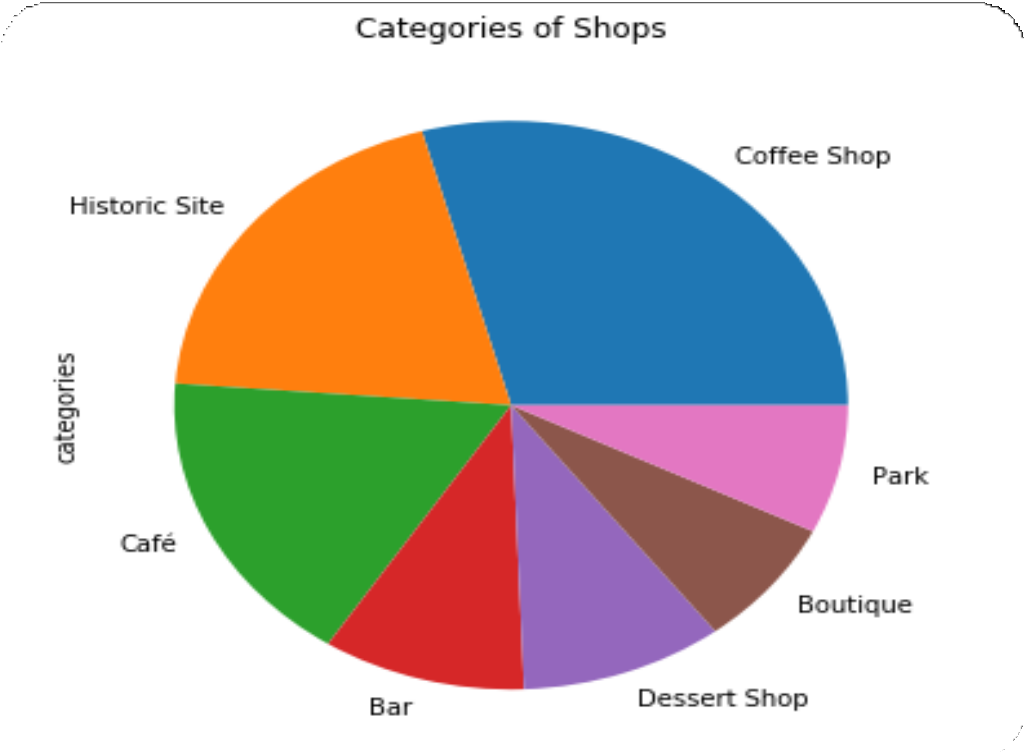 Categories of Shops
Coffee Shop
Historic Site
categories
Café
Park
Boutique
Dessert Shop
Bar